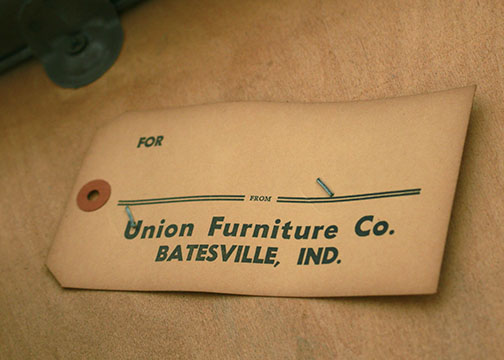 FOR
FROM
Union Furniture Co.
BATESVILLE, IND.